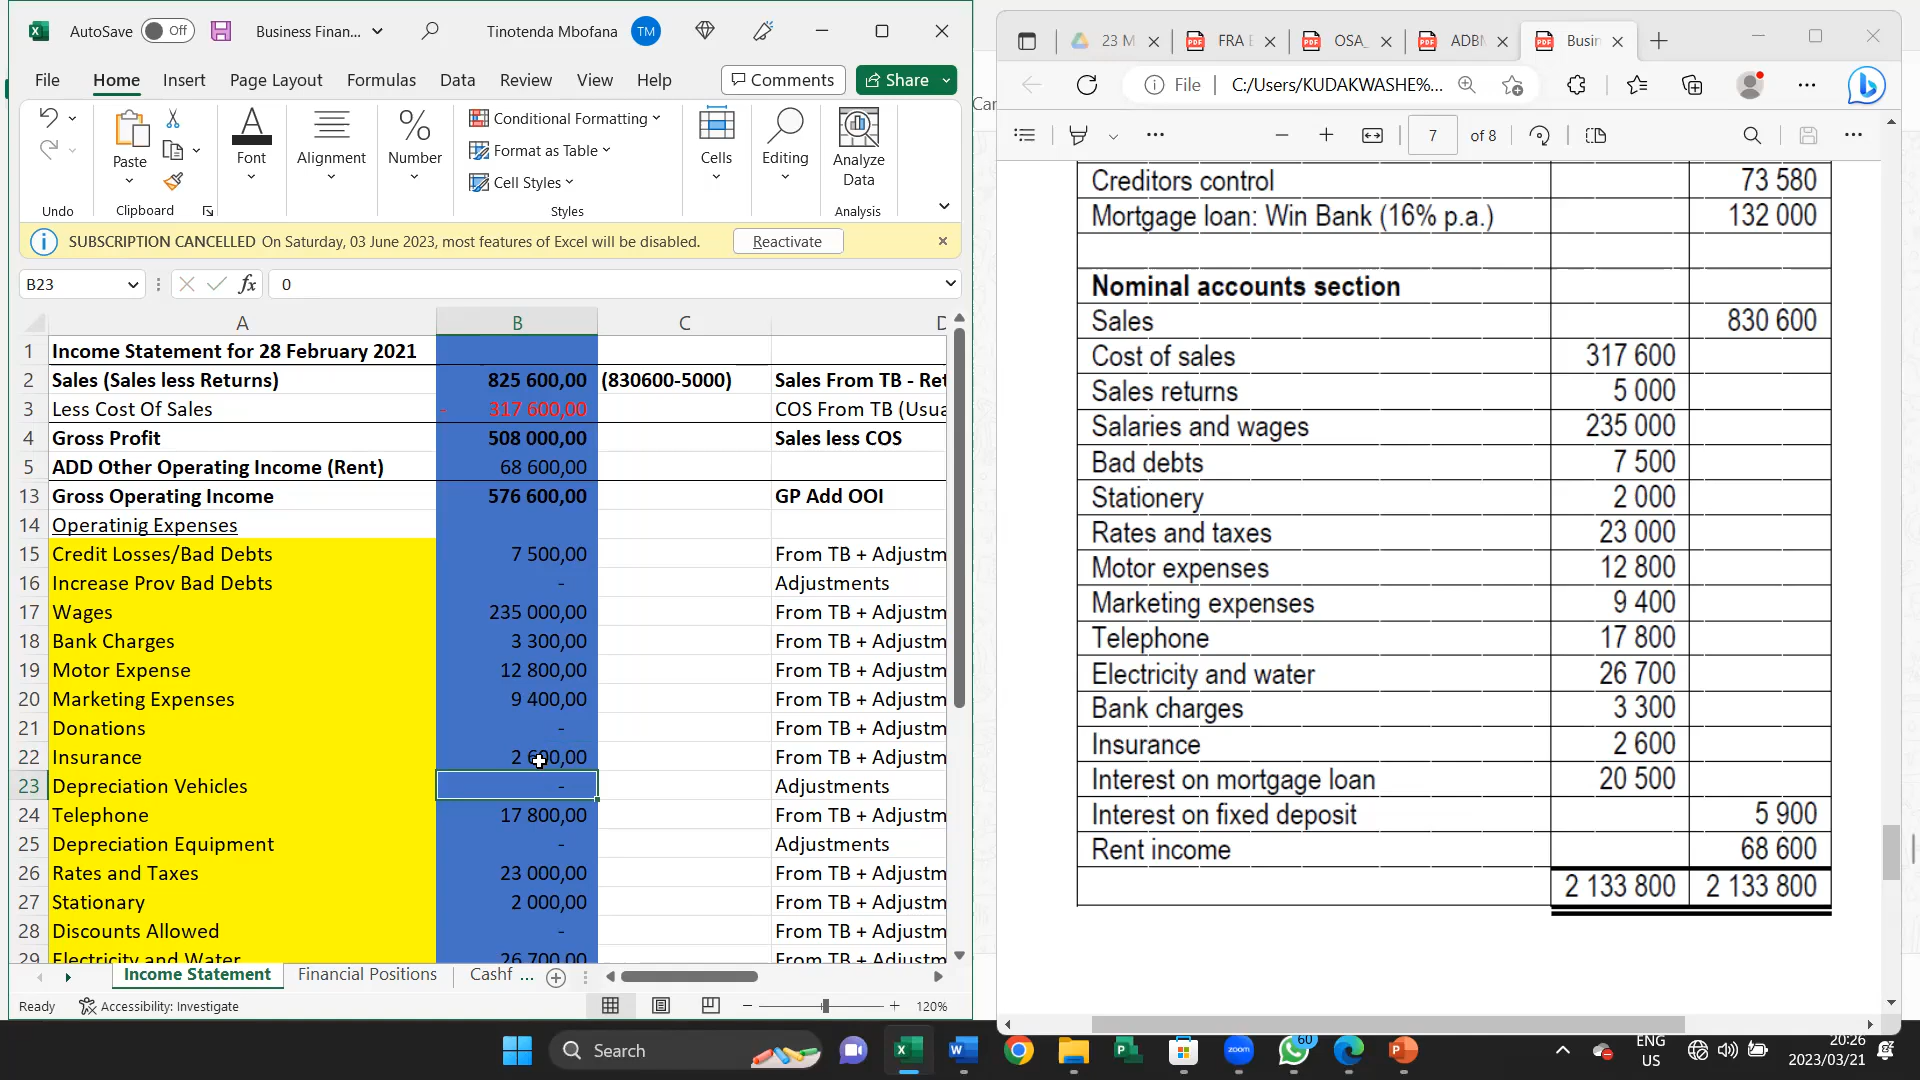 AutoSave Off Business Finan... Tinotenda Mbofana TM
File Home Insert Page Layout Formulas Data Review View Help Comments Share
Paste
Font
Alignment
Number
Conditional Formatting
Format as Table
Cell Styles
Cells
Editing
Analyze
Data
Undo Clipboard Styles Analysis
SUBSCRIPTION CANCELLED On Saturday, 03 June 2023, most features of Excel will be disabled. Reactivate
B23 fx 0
A B C D
1 Income Statement for 28 February 2021
2 Sales (Sales less Returns) 825 600,00 (830600-5000) Sales From TB - Ret
3 Less Cost Of Sales - 317 600,00 COS From TB (Usua
4 Gross Profit 508 000,00 Sales less COS
5 ADD Other Operating Income (Rent) 68 600,00
13 Gross Operating Income 576 600,00 GP Add OOI
14 Operatinig Expenses
15 Credit Losses/Bad Debts 7 500,00 From TB + Adjustm
16 Increase Prov Bad Debts - Adjustments
17 Wages 235 000,00 From TB + Adjustm
18 Bank Charges 3 300,00 From TB + Adjustm
19 Motor Expense 12 800,00 From TB + Adjustm
20 Marketing Expenses 9 400,00 From TB + Adjustm
21 Donations - From TB + Adjustm
22 Insurance 2 600,00 From TB + Adjustm
23 Depreciation Vehicles - Adjustments
24 Telephone 17 800,00 From TB + Adjustm
25 Depreciation Equipment - Adjustments
26 Rates and Taxes 23 000,00 From TB + Adjustm
27 Stationary 2 000,00 From TB + Adjustm
28 Discounts Allowed - From TB + Adjustm
29 Electricity and Water 26 700,00 From TB + Adjustm
Income Statement Financial Positions Cashf ...
Ready Accessibility: Investigate 120%
23 M FRA E OSA_ ADBM Busin
File C:/Users/KUDAKWASHE%...
7 of 8
Creditors control 73 580
Mortgage loan: Win Bank (16% p.a.) 132 000
Nominal accounts section
Sales 830 600
Cost of sales 317 600
Sales returns 5 000
Salaries and wages 235 000
Bad debts 7 500
Stationery 2 000
Rates and taxes 23 000
Motor expenses 12 800
Marketing expenses 9 400
Telephone 17 800
Electricity and water 26 700
Bank charges 3 300
Insurance 2 600
Interest on mortgage loan 20 500
Interest on fixed deposit 5 900
Rent income 68 600
2 133 800 2 133 800
Car
Search
zoom
60
ENG
US
20:26
2023/03/21